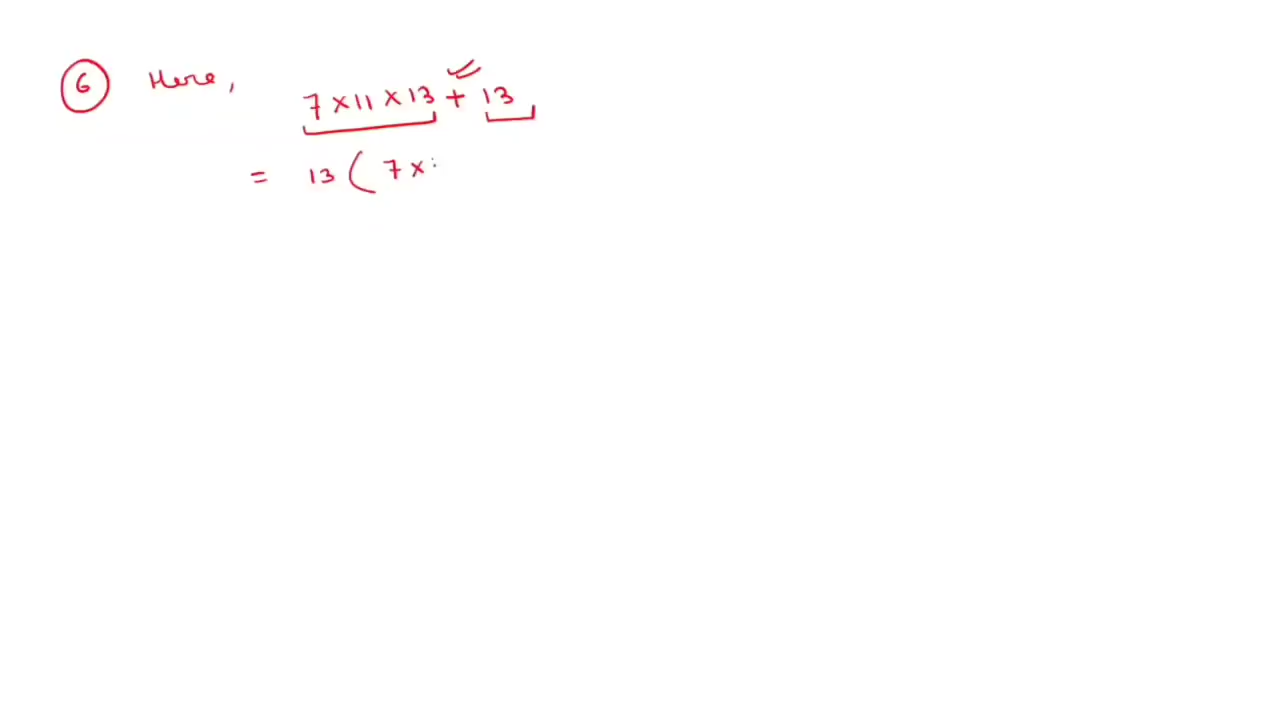 6 Here,
7 × 11 × 13 + 13
= 13 ( 7 ×